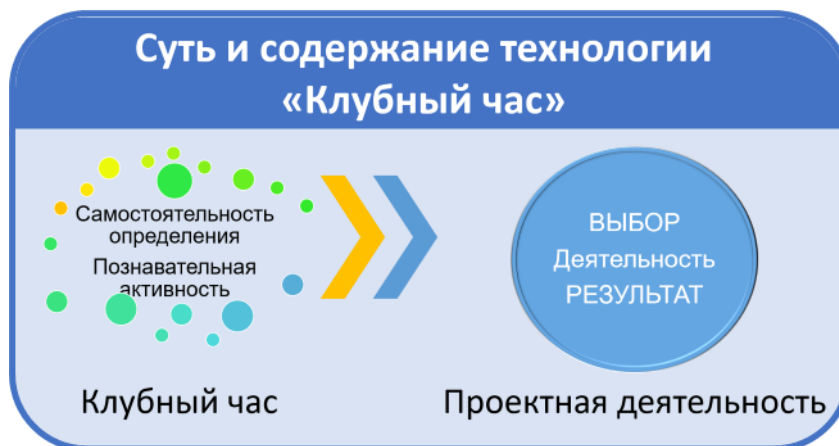 Суть и содержание технологии
«Клубный час»
Самостоятельность
определения
Познавательная
активность
Клубный час
ВЫБОР
Деятельность
РЕЗУЛЬТАТ
Проектная деятельность